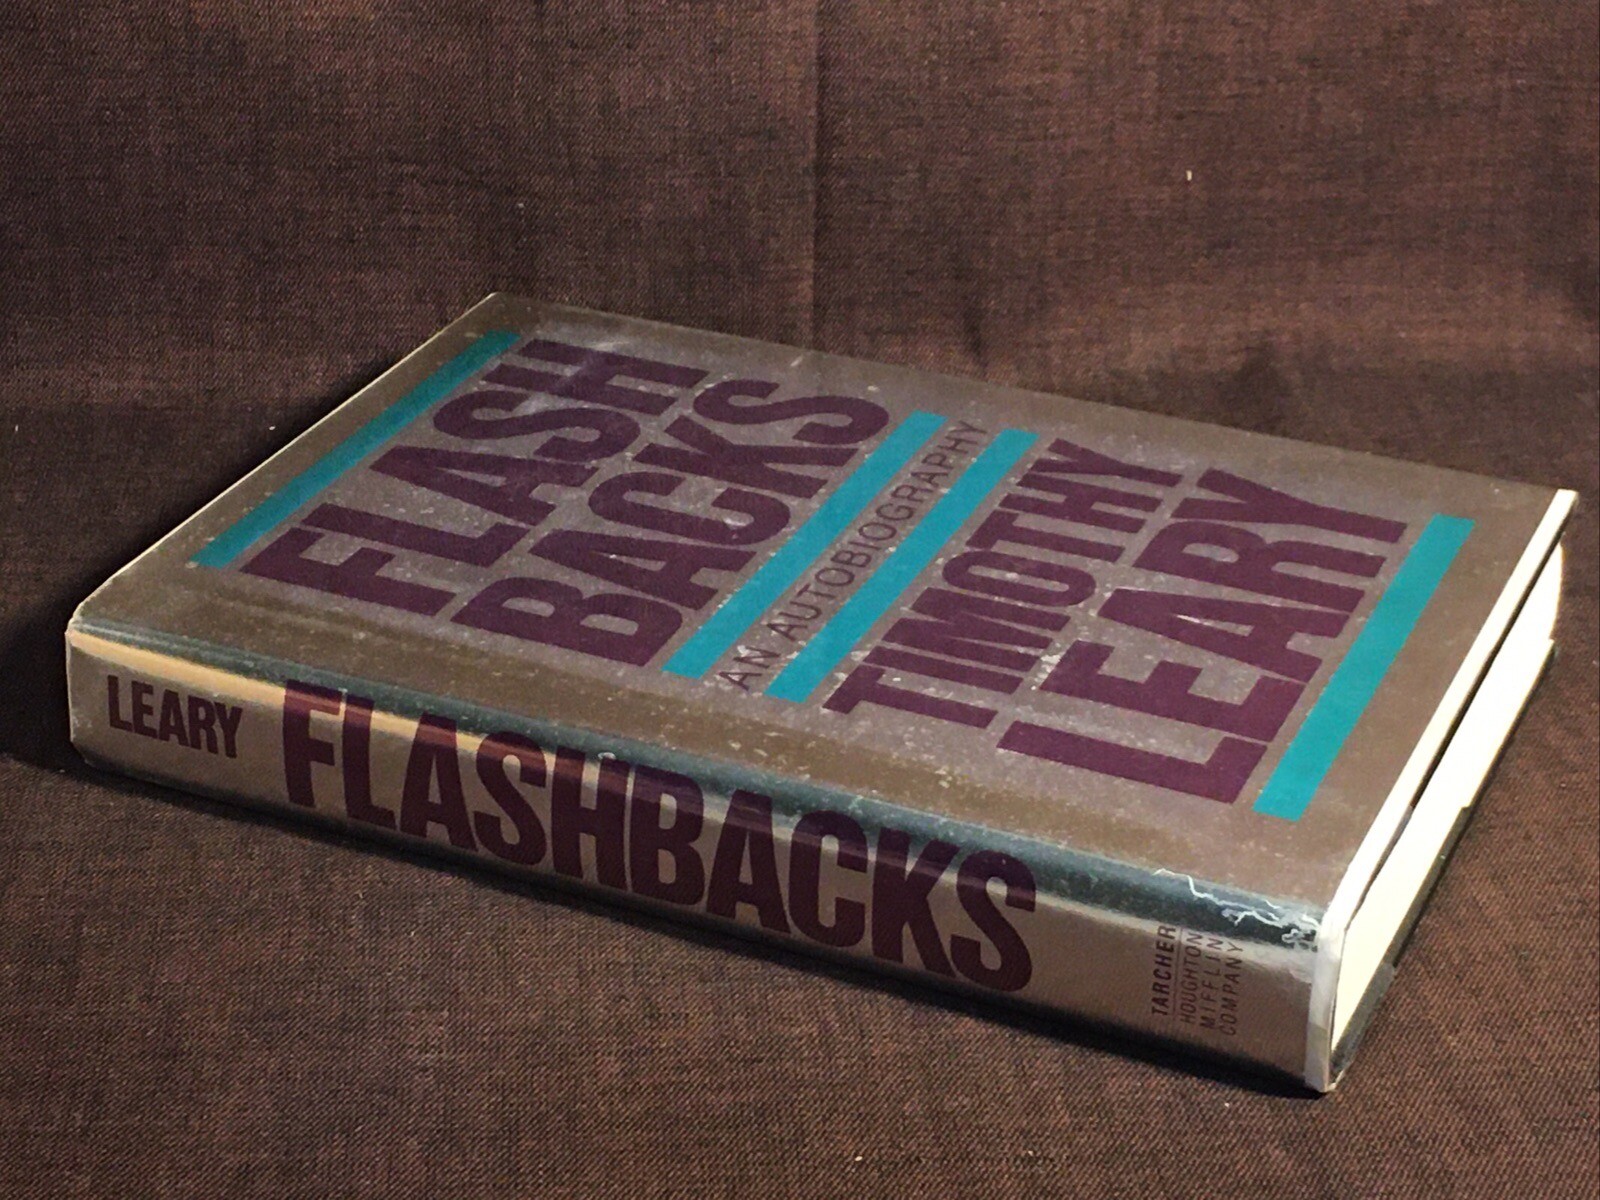 FLASH
BACKS
AN AUTOBIOGRAPHY
TIMOTHY
LEARY
LEARY
FLASHBACKS
TARCHER
HOUGHTON
MIFFLIN
COMPANY